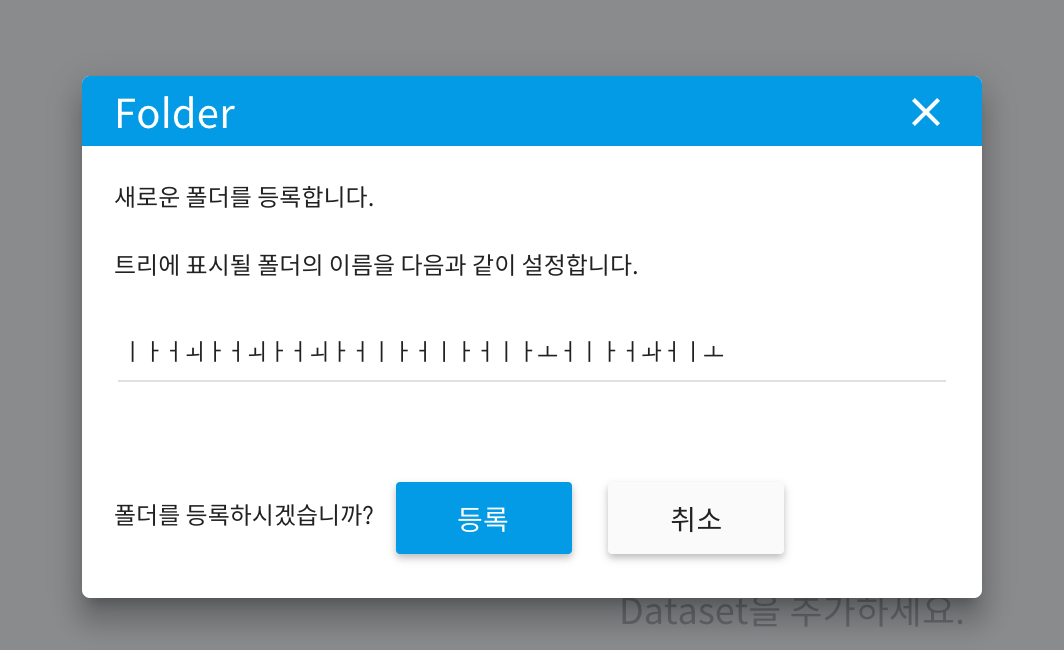 Folder
새로운 폴더를 등록합니다.
트리에 표시될 폴더의 이름을 다음과 같이 설정합니다.
ㅣㅏㅓㅚㅏㅓㅚㅏㅓㅚㅏㅓㅣㅏㅓㅣㅏㅓㅣㅏㅗㅓㅣㅏㅓㅘㅓㅣㅗ
폴더를 등록하시겠습니까? 등록 취소
Dataset을 추가하세요.